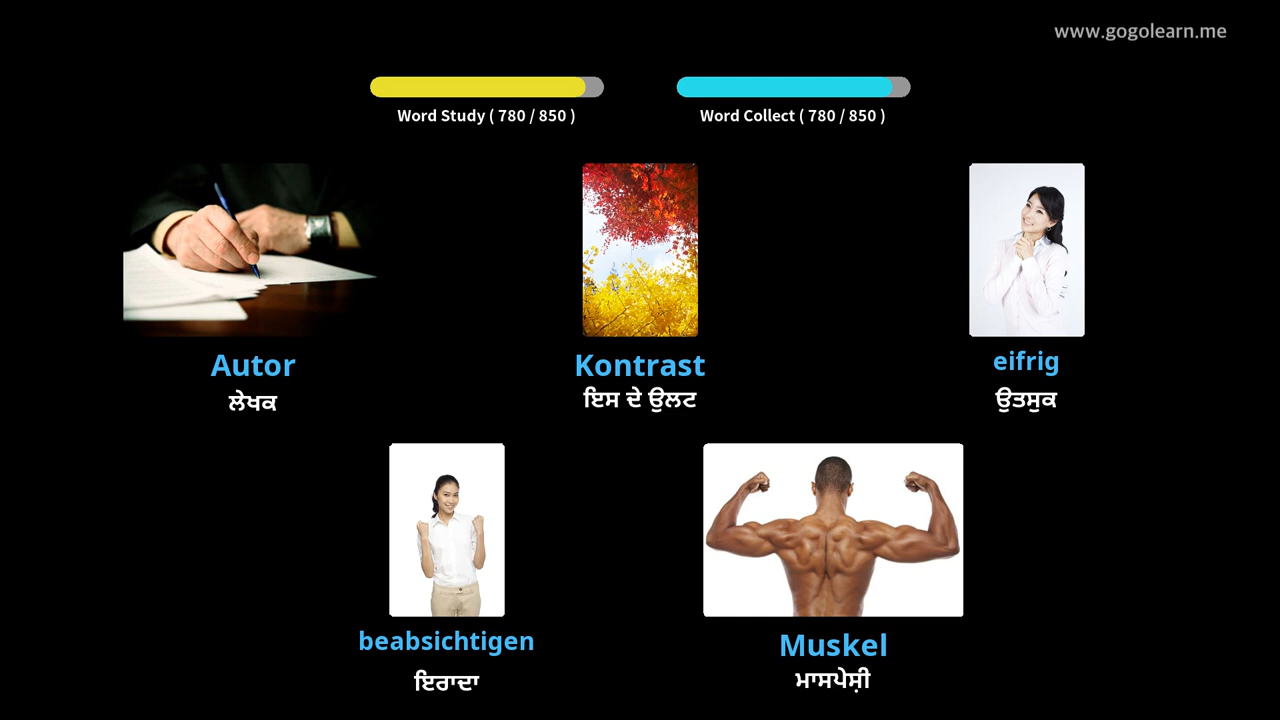 www.gogolearn.me
Word Study ( 780 / 850 )
Word Collect ( 780 / 850 )
Autor
ਲੇਖਕ
Kontrast
ਇਸ ਦੇ ਉਲਟ
eifrig
ਉਤਸੁਕ
beabsichtigen
ਇਰਾਦਾ
Muskel
ਮਾਸਪੇਸ਼ੀ